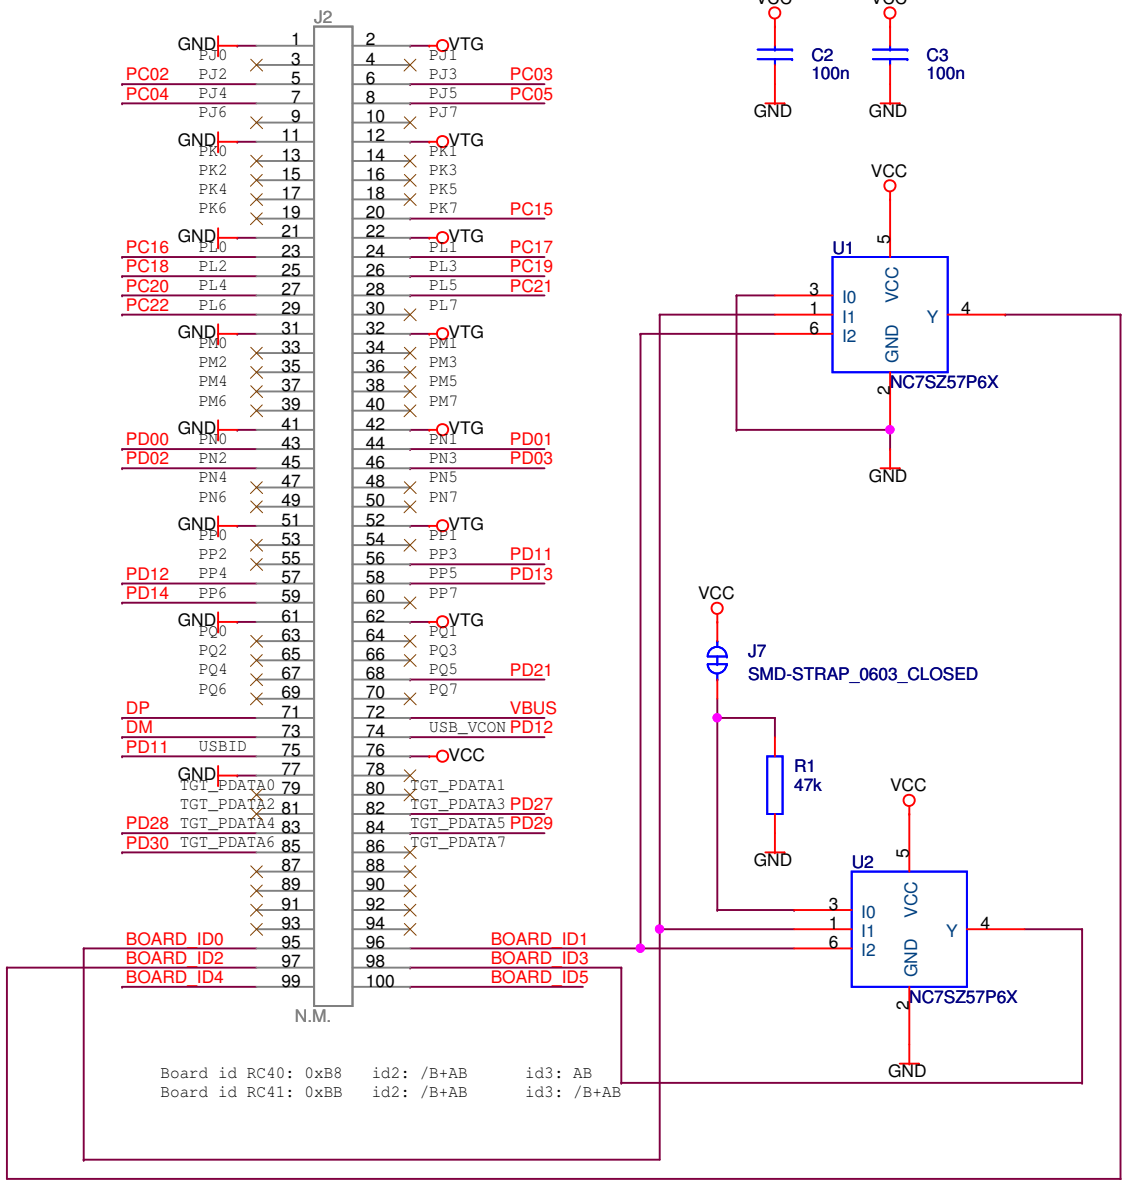 J2
GND 1 2 VTG
PJ0 3 4 PJ1
PC02 PJ2 5 6 PJ3 PC03
PC04 PJ4 7 8 PJ5 PC05
PJ6 9 10 PJ7
GND 11 12 VTG
PK0 13 14 PK1
PK2 15 16 PK3
PK4 17 18 PK5
PK6 19 20 PK7 PC15
GND 21 22 VTG
PC16 PL0 23 24 PL1 PC17
PC18 PL2 25 26 PL3 PC19
PC20 PL4 27 28 PL5 PC21
PC22 PL6 29 30 PL7
GND 31 32 VTG
PM0 33 34 PM1
PM2 35 36 PM3
PM4 37 38 PM5
PM6 39 40 PM7
GND 41 42 VTG
PD00 PN0 43 44 PN1 PD01
PD02 PN2 45 46 PN3 PD03
PN4 47 48 PN5
PN6 49 50 PN7
GND 51 52 VTG
PP0 53 54 PP1
PP2 55 56 PP3 PD11
PD12 PP4 57 58 PP5 PD13
PD14 PP6 59 60 PP7
GND 61 62 VTG
PQ0 63 64 PQ1
PQ2 65 66 PQ3
PQ4 67 68 PQ5 PD21
PQ6 69 70 PQ7
DP 71 72 VBUS
DM 73 74 USB_VCON PD12
PD11 USBID 75 76 VCC
GND 77 78
TGT_PDATA0 79 80 TGT_PDATA1
TGT_PDATA2 81 82 TGT_PDATA3 PD27
PD28 TGT_PDATA4 83 84 TGT_PDATA5 PD29
PD30 TGT_PDATA6 85 86 TGT_PDATA7
87 88
89 90
91 92
93 94
BOARD_ID0 95 96 BOARD_ID1
BOARD_ID2 97 98 BOARD_ID3
BOARD_ID4 99 100 BOARD_ID5
N.M.
VCC VCC
C2 C3
100n 100n
GND GND
VCC
5
U1
3 I0 VCC
1 I1 Y 4
6 I2 GND
2 NC7SZ57P6X
GND
VCC
J7
SMD-STRAP_0603_CLOSED
R1
47k
GND
VCC
5
U2
3 I0 VCC
1 I1 Y 4
6 I2 GND
2 NC7SZ57P6X
GND
Board id RC40: 0xB8 id2: /B+AB id3: AB
Board id RC41: 0xBB id2: /B+AB id3: /B+AB